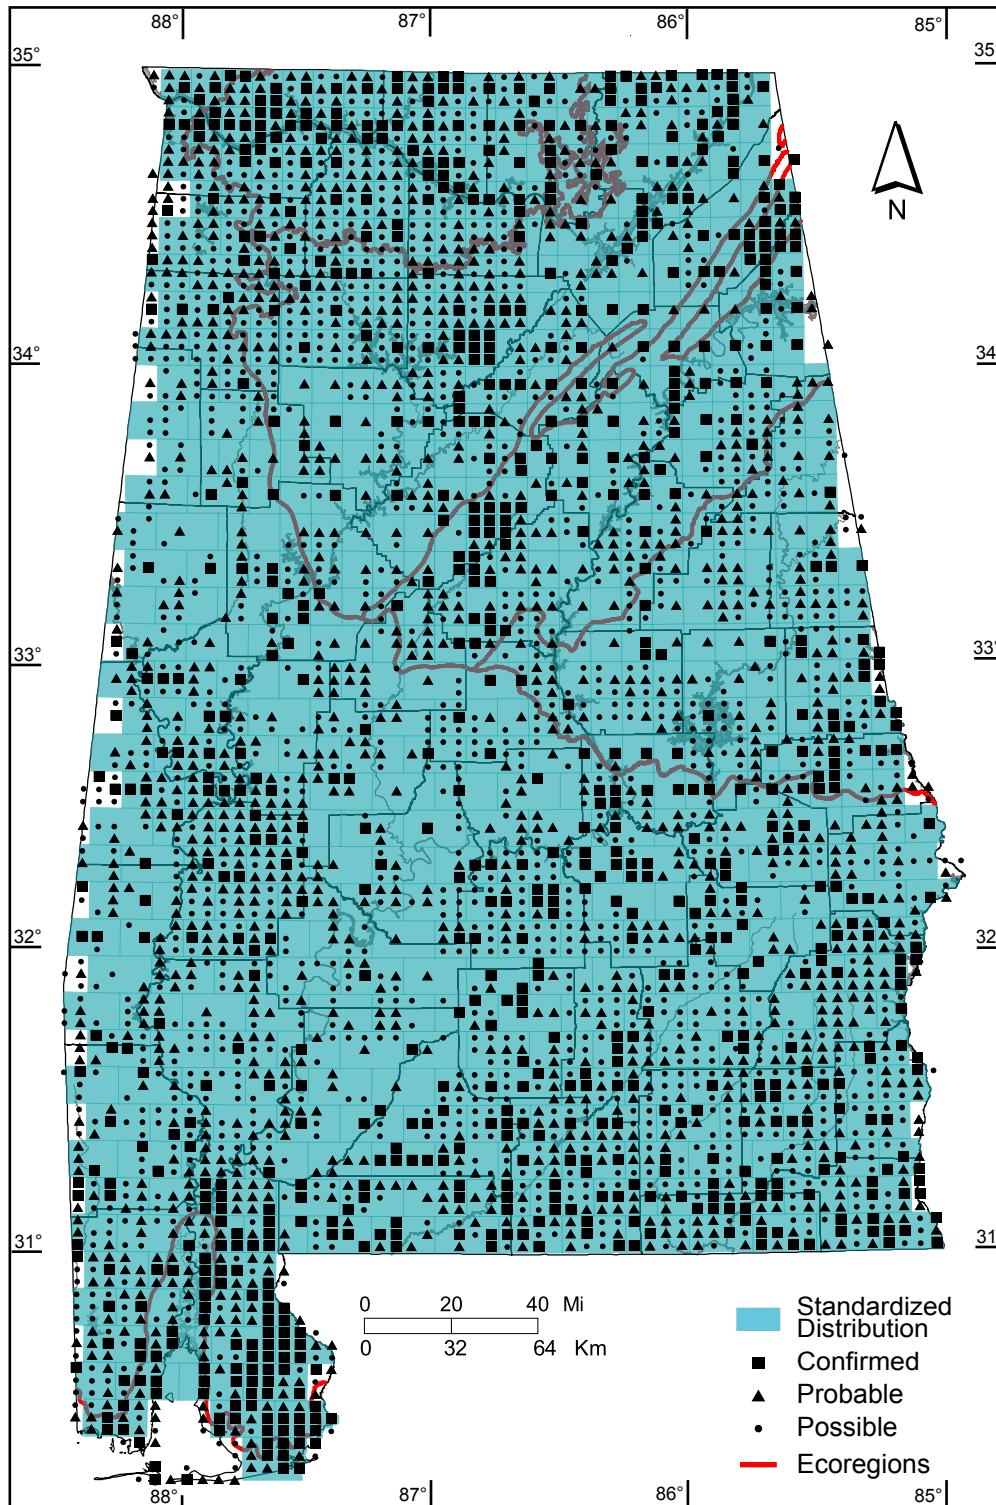 88° 87° 86° 85°
35° 35°
N
34° 34
33° 33°
32° 32
31° 31
0 20 40 Mi
0 32 64 Km
Standardized
Distribution
Confirmed
Probable
Possible
Ecoregions
88° 87° 86° 85°